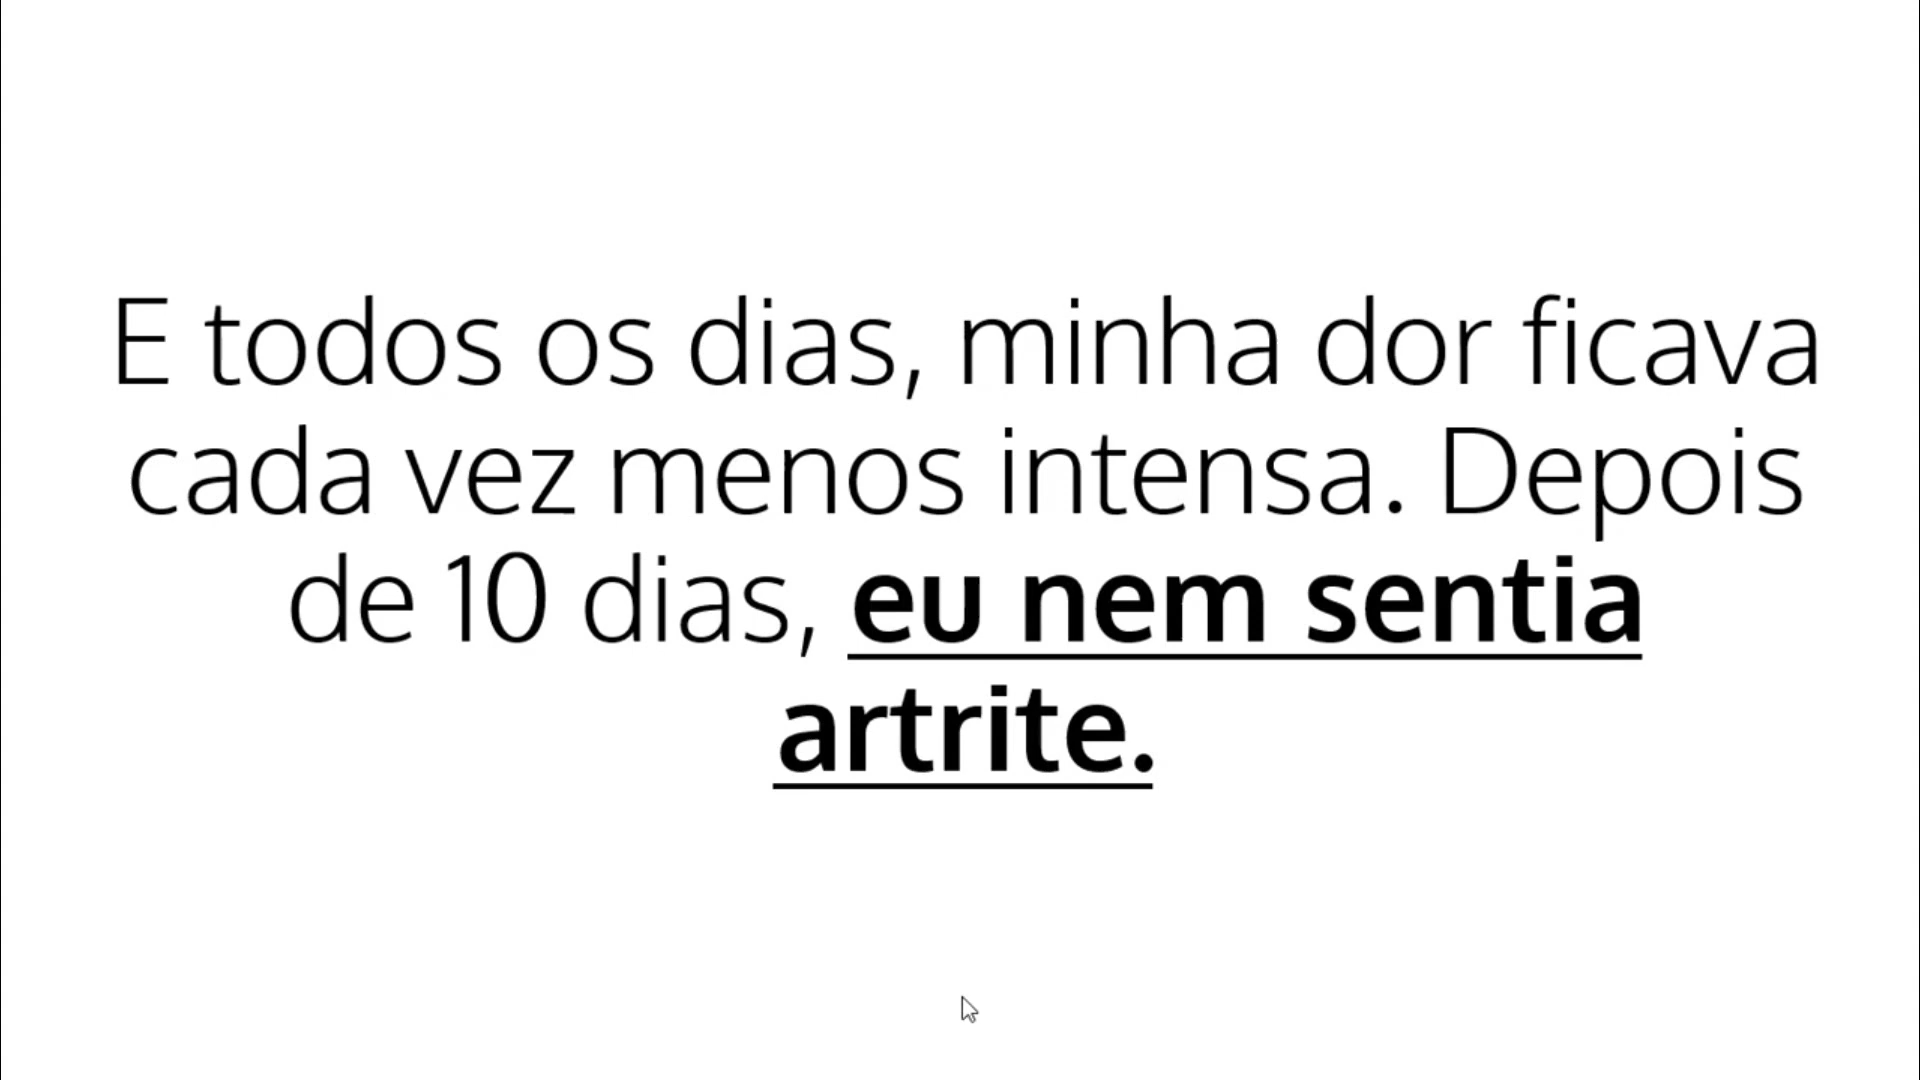 E todos os dias, minha dor ficava
cada vez menos intensa. Depois
de 10 dias, eu nem sentia
artrite.